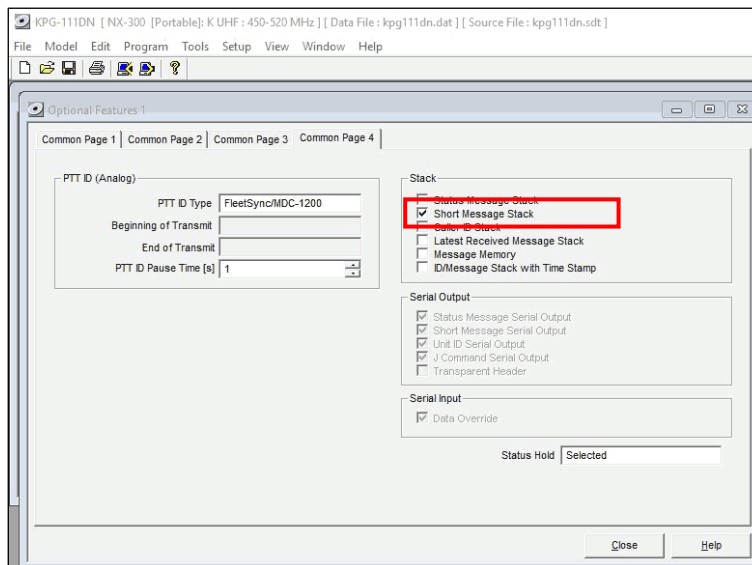 KPG-111DN [ NX-300 [Portable]: K UHF : 450-520 MHz ] [ Data File : kpg111dn.dat ] [ Source File : kpg111dn.sdt ]
File Model Edit Program Tools Setup View Window Help
Optional Features 1
Common Page 1 Common Page 2 Common Page 3 Common Page 4
PTT ID (Analog)
PTT ID Type FleetSync/MDC-1200
Beginning of Transmit
End of Transmit
PTT ID Pause Time [s] 1
Stack
Status Message Stack
Short Message Stack
Caller ID Stack
Latest Received Message Stack
Message Memory
ID/Message Stack with Time Stamp
Serial Output
Status Message Serial Output
Short Message Serial Output
Unit ID Serial Output
J Command Serial Output
Transparent Header
Serial Input
Data Override
Status Hold Selected
Close Help